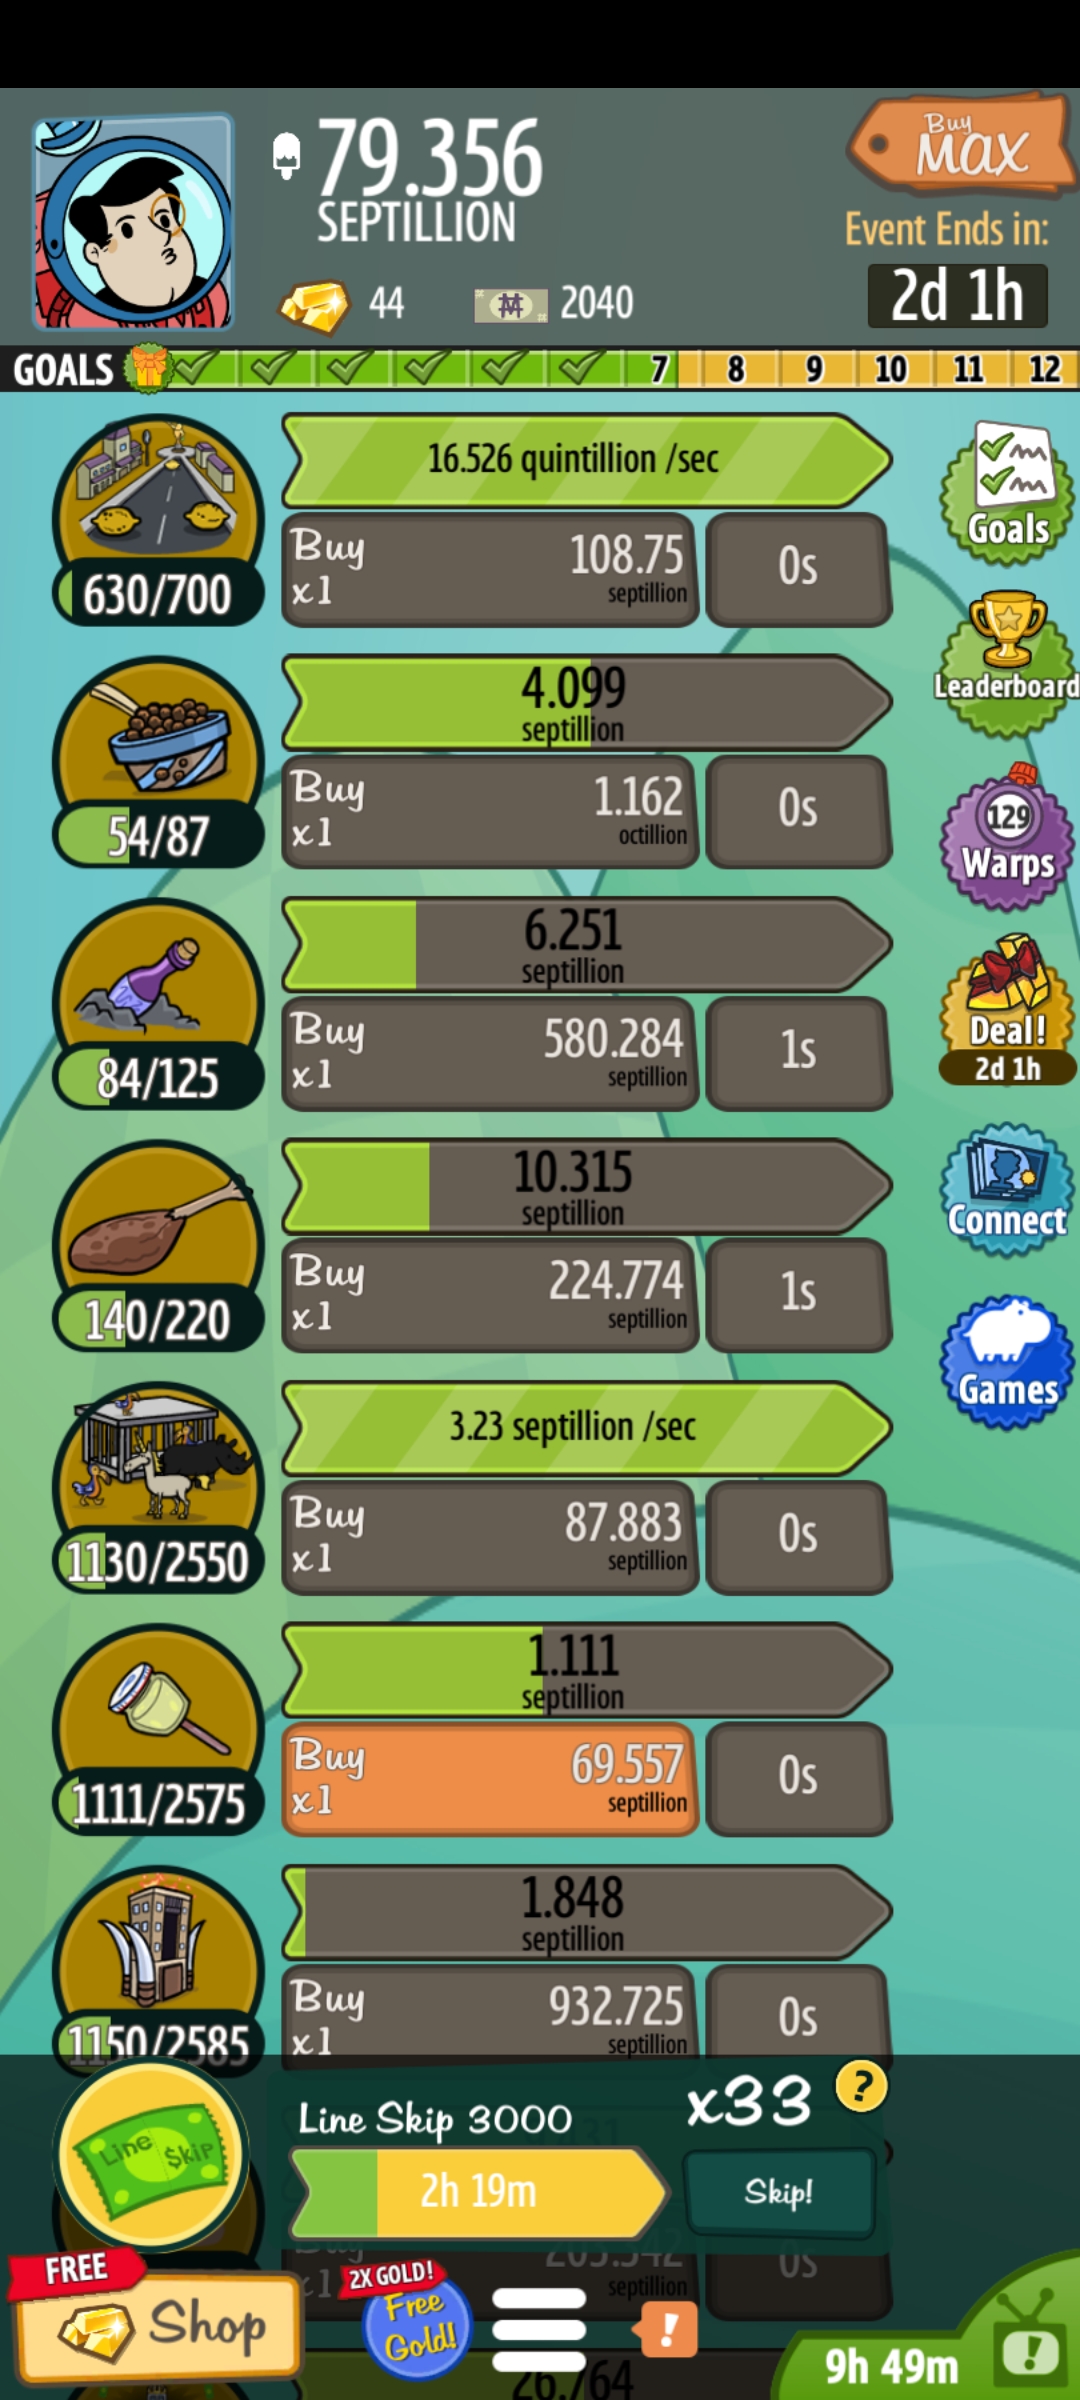 79.356
SEPTILLION
Buy
MAX
Event Ends in:
2d 1h
44
2040
GOALS
7 8 9 10 11 12
16.526 quintillion /sec
Buy
x1
108.75
septillion
0s
630/700
Goals
4.099
septillion
Leaderboard
Buy
x1
1.162
octillion
0s
54/87
129
Warps
6.251
septillion
Buy
x1
580.284
septillion
1s
84/125
Deal!
2d 1h
10.315
septillion
Buy
x1
224.774
septillion
1s
140/220
Connect
3.23 septillion /sec
Games
Buy
x1
87.883
septillion
0s
1130/2550
1.111
septillion
Buy
x1
69.557
septillion
0s
1111/2575
1.848
septillion
Buy
x1
932.725
septillion
0s
1150/2585
Line Skip
Line Skip 3000
x33
?
2h 19m
Skip!
septillion
0s
FREE
Shop
2X GOLD!
Free
Gold!
!
9h 49m
!